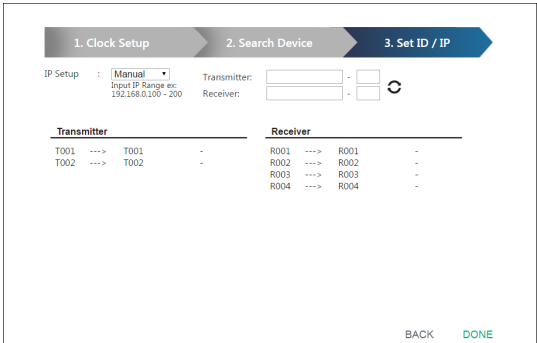 1. Clock Setup 2. Search Device 3. Set ID / IP
IP Setup : Manual Transmitter: -
Input IP Range ex:
192.168.0.100 - 200 Receiver: -
Transmitter Receiver
T001 ---> T001 - R001 ---> R001 -
T002 ---> T002 - R002 ---> R002 -
R003 ---> R003 -
R004 ---> R004 -
BACK DONE